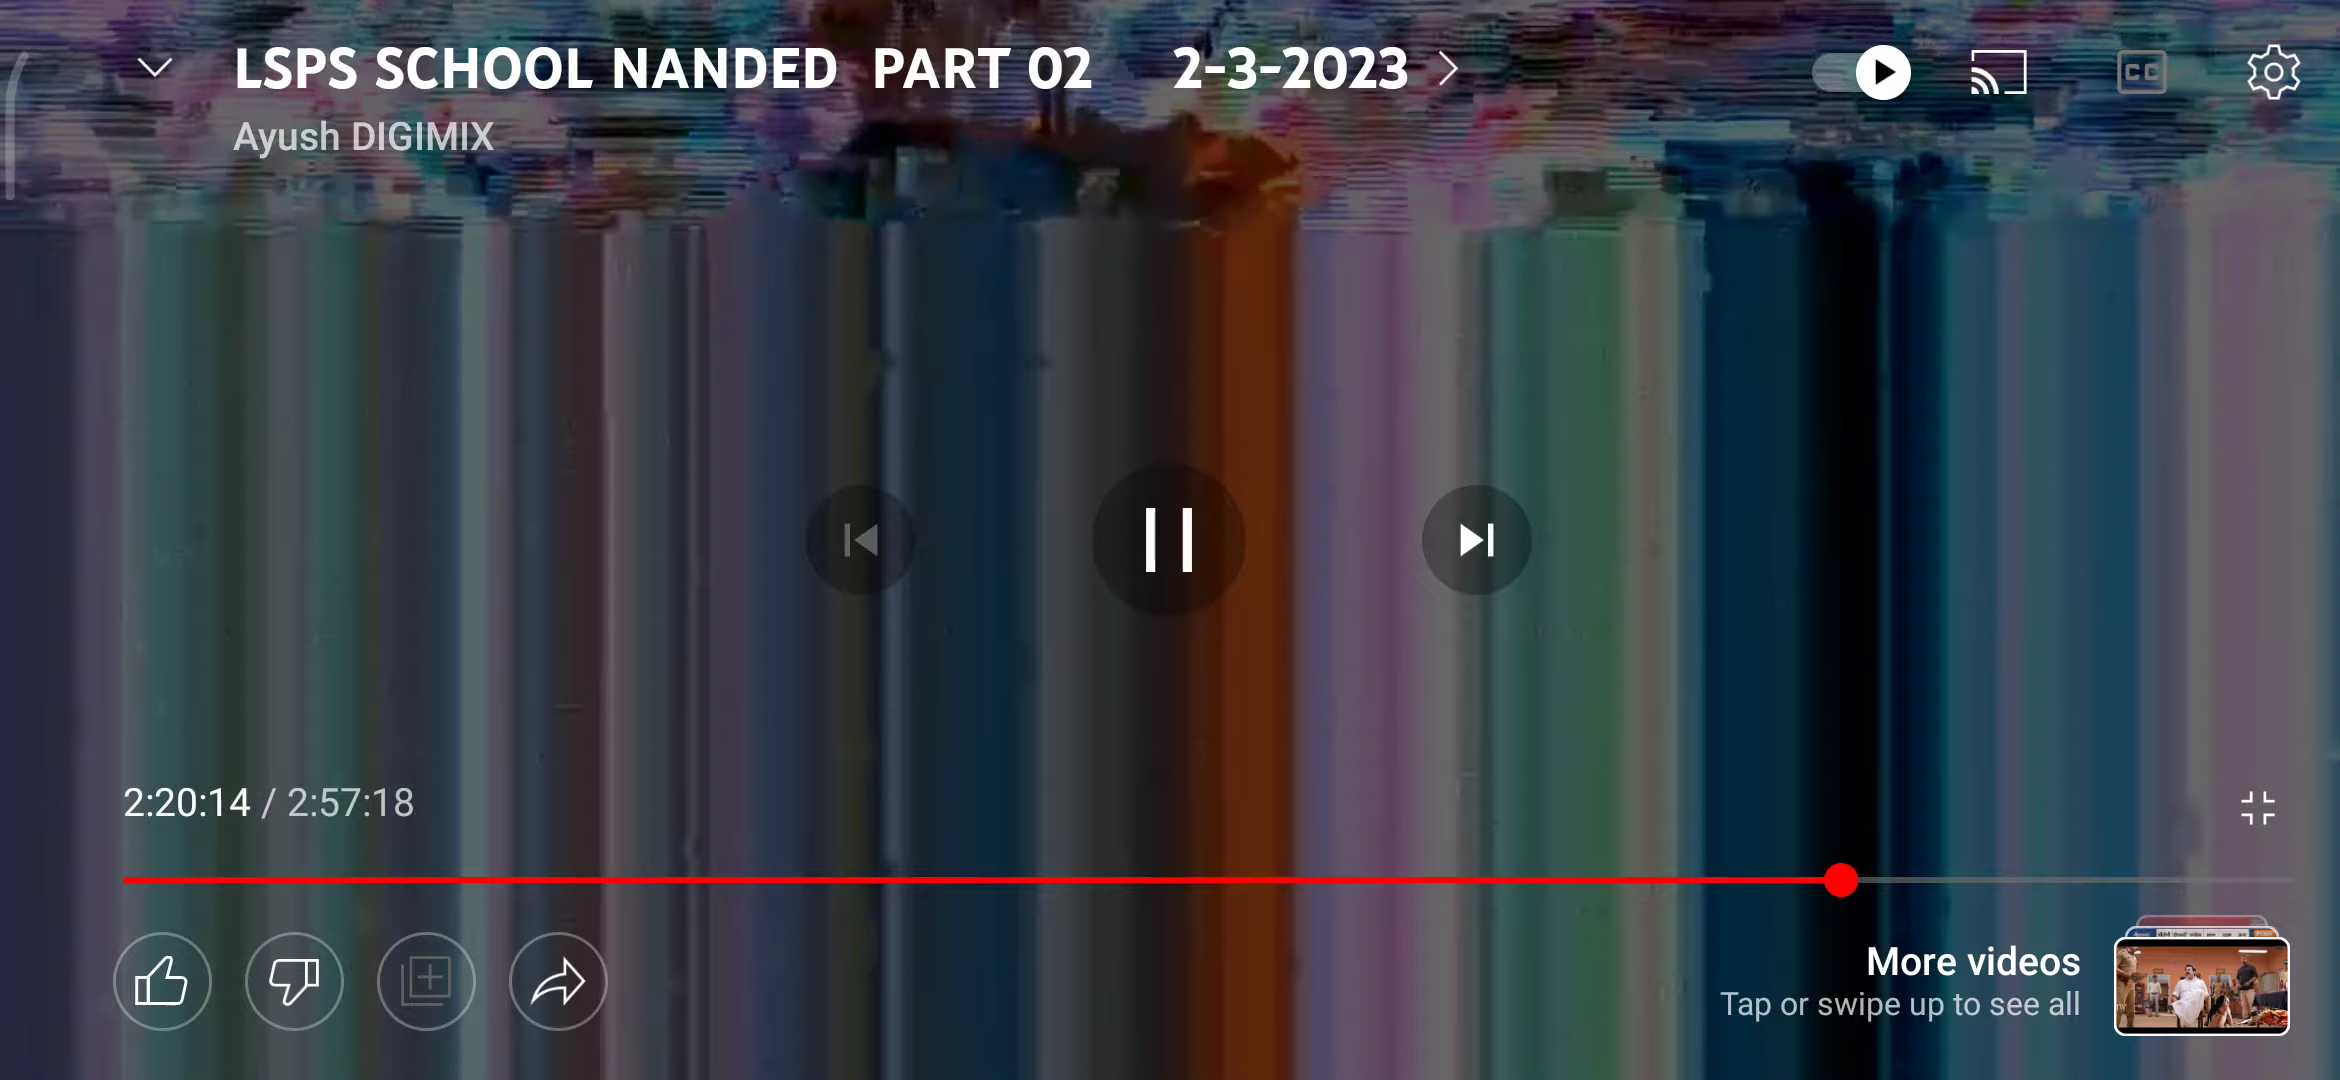 LSPS SCHOOL NANDED PART 02 2-3-2023
Ayush DIGIMIX
CC
2:20:14 / 2:57:18
More videos
Tap or swipe up to see all